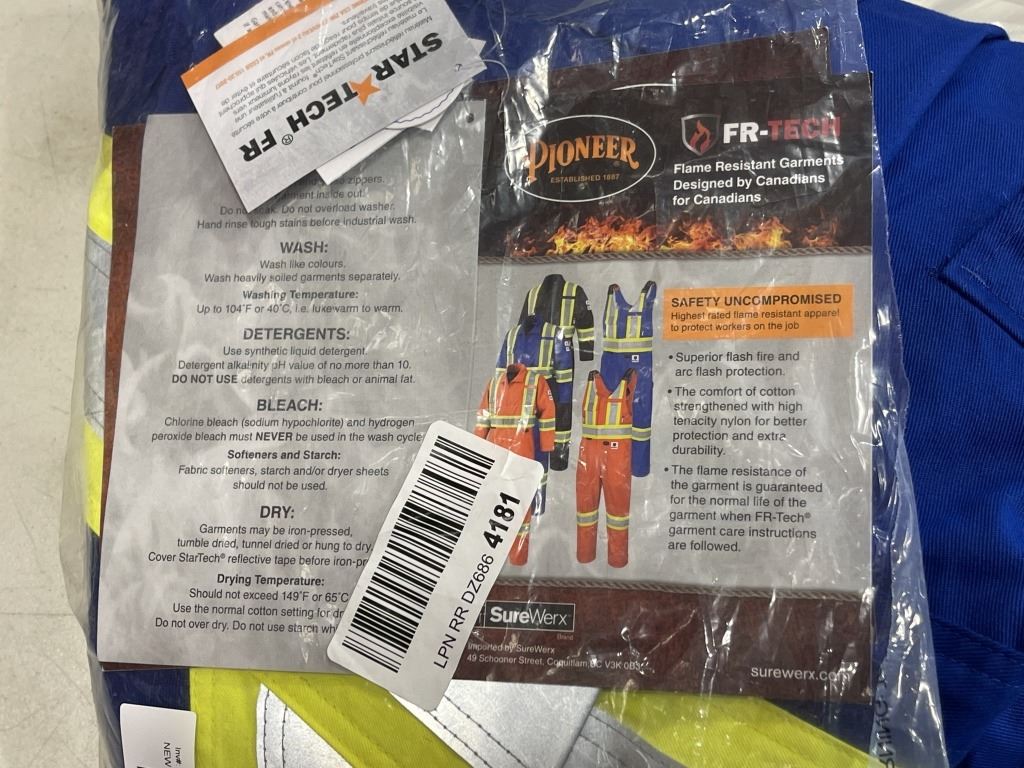 STAR TECH® FR
zippers.
inside out.
Do not soak. Do not overload washer.
Hand rinse tough stains before industrial wash.
WASH:
Wash like colours.
Wash heavily soiled garments separately.
Washing Temperature:
Up to 104°F or 40°C, i.e. lukewarm to warm.
DETERGENTS:
Use synthetic liquid detergent.
Detergent alkalinity pH value of no more than 10.
DO NOT USE detergents with bleach or animal fat.
BLEACH:
Chlorine bleach (sodium hypochlorite) and hydrogen
peroxide bleach must NEVER be used in the wash cycle
Softeners and Starch:
Fabric softeners, starch and/or dryer sheets
should not be used.
DRY:
Garments may be iron-pressed,
tumble dried, tunnel dried or hung to dry.
Cover StarTech® reflective tape before iron-pr
Drying Temperature:
Should not exceed 149°F or 65°C
Use the normal cotton setting for dr
Do not over dry. Do not use starch wh
PIONEER
ESTABLISHED 1887
FR-TECH
Flame Resistant Garments
Designed by Canadians
for Canadians
SAFETY UNCOMPROMISED
Highest rated flame resistant apparel
to protect workers on the job
• Superior flash fire and
arc flash protection.
• The comfort of cotton
strengthened with high
tenacity nylon for better
protection and extra
durability.
• The flame resistance of
the garment is guaranteed
for the normal life of the
garment when FR-Tech®
garment care instructions
are followed.
SureWerx
Brand
Imported by SureWerx
49 Schooner Street, Coquitlam, BC V3K 0B3
surewerx.com
LPN RR DZ686 4181
Inv#
NEW